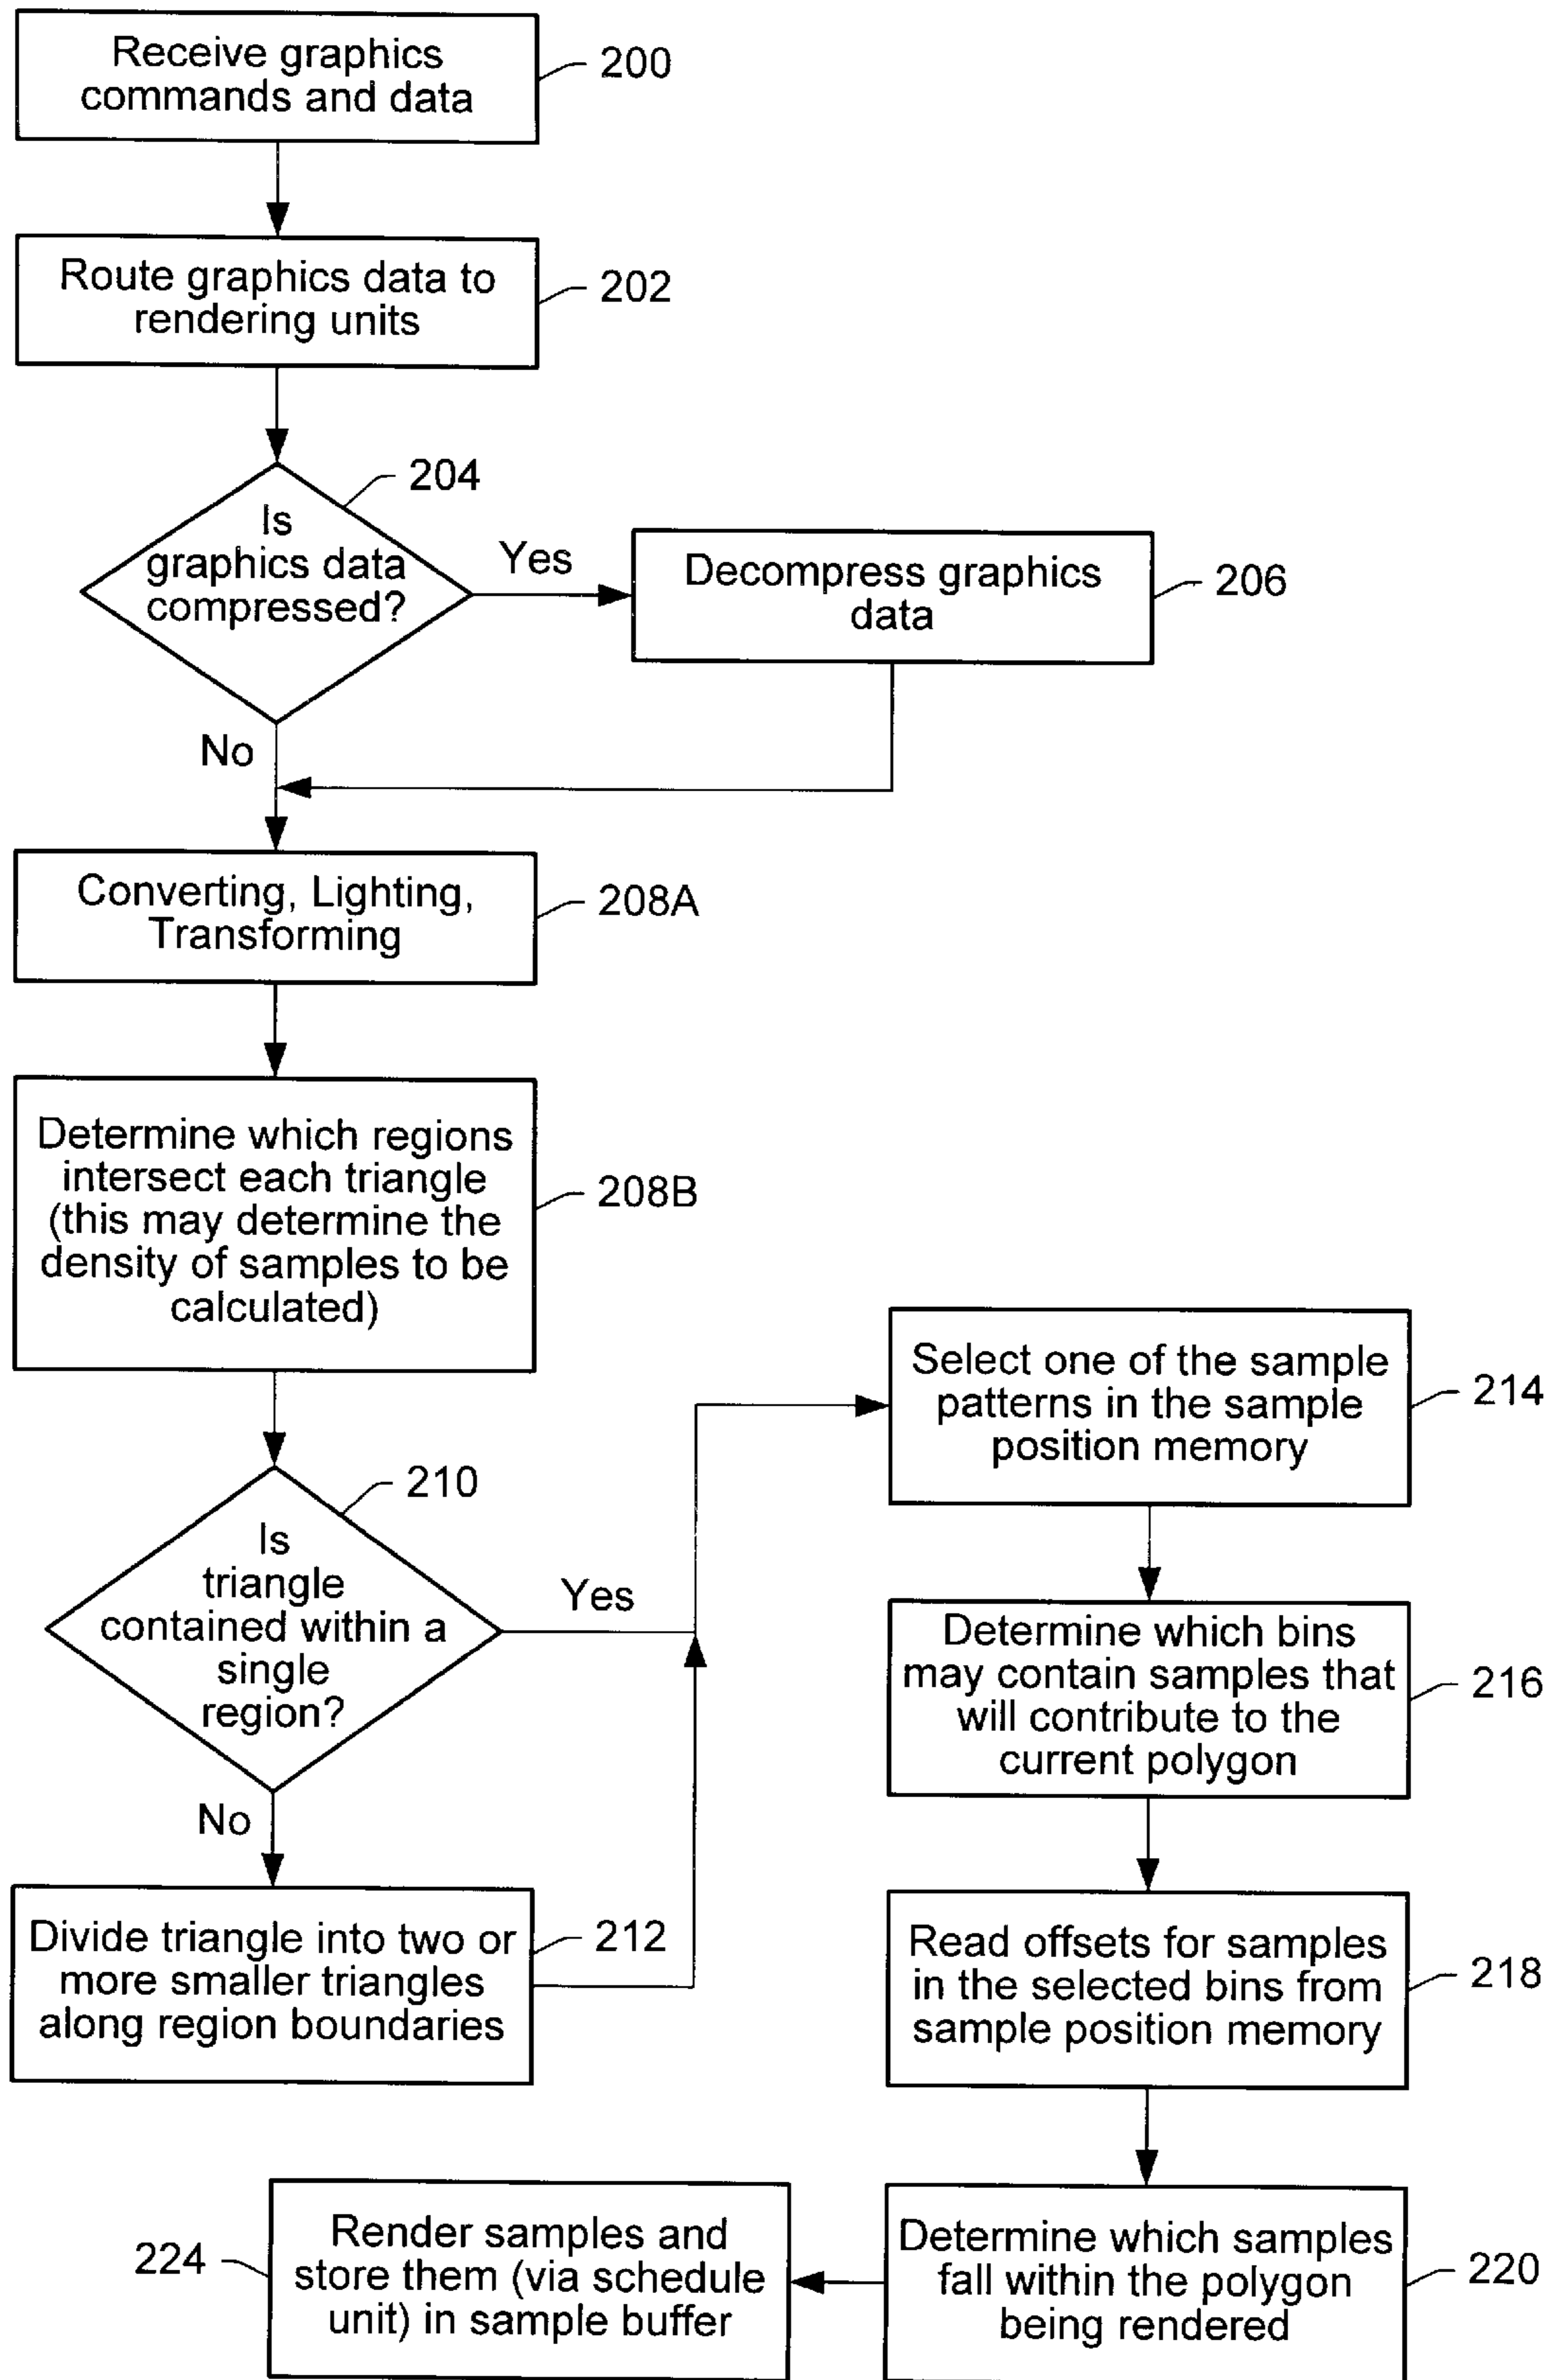 Receive graphics
commands and data
200
Route graphics data to
rendering units
202
204
Is
graphics data
compressed?
Yes
Decompress graphics
data
206
No
Converting, Lighting,
Transforming
208A
Determine which regions
intersect each triangle
(this may determine the
density of samples to be
calculated)
208B
210
Is
triangle
contained within a
single
region?
Yes
No
Divide triangle into two or
more smaller triangles
along region boundaries
212
Select one of the sample
patterns in the sample
position memory
214
Determine which bins
may contain samples that
will contribute to the
current polygon
216
Read offsets for samples
in the selected bins from
sample position memory
218
Determine which samples
fall within the polygon
being rendered
220
Render samples and
store them (via schedule
unit) in sample buffer
224